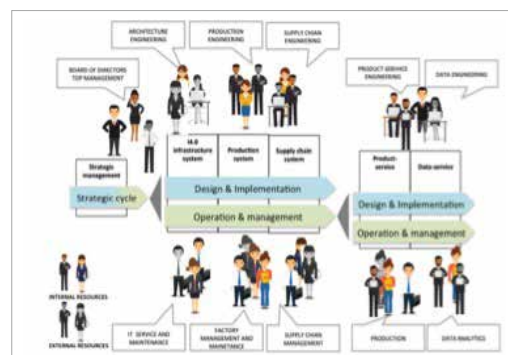 ARCHITECTURE
ENGINEERING
PRODUCTION
ENGINEERING
SUPPLY CHAIN
ENGINEERING
BOARD OF DIRECTORS
TOP MANAGEMENT
PRODUCT-SERVICE
ENGINEERING
DATA ENGINEERING
Strategic
management
I4.0
infrastructure
system
Production
system
Supply chain
system
Product-
service
Data-service
Strategic cycle
Design & Implementation
Operation & management
Design & Implementation
Operation & management
INTERNAL RESOURCES
EXTERNAL RESOURCES
IT SERVICE AND
MAINTENANCE
FACTORY
MANAGEMENT AND
MAINETANCE
SUPPLY CHAIN
MANAGEMENT
PRODUCTION
DATA ANALYTICS